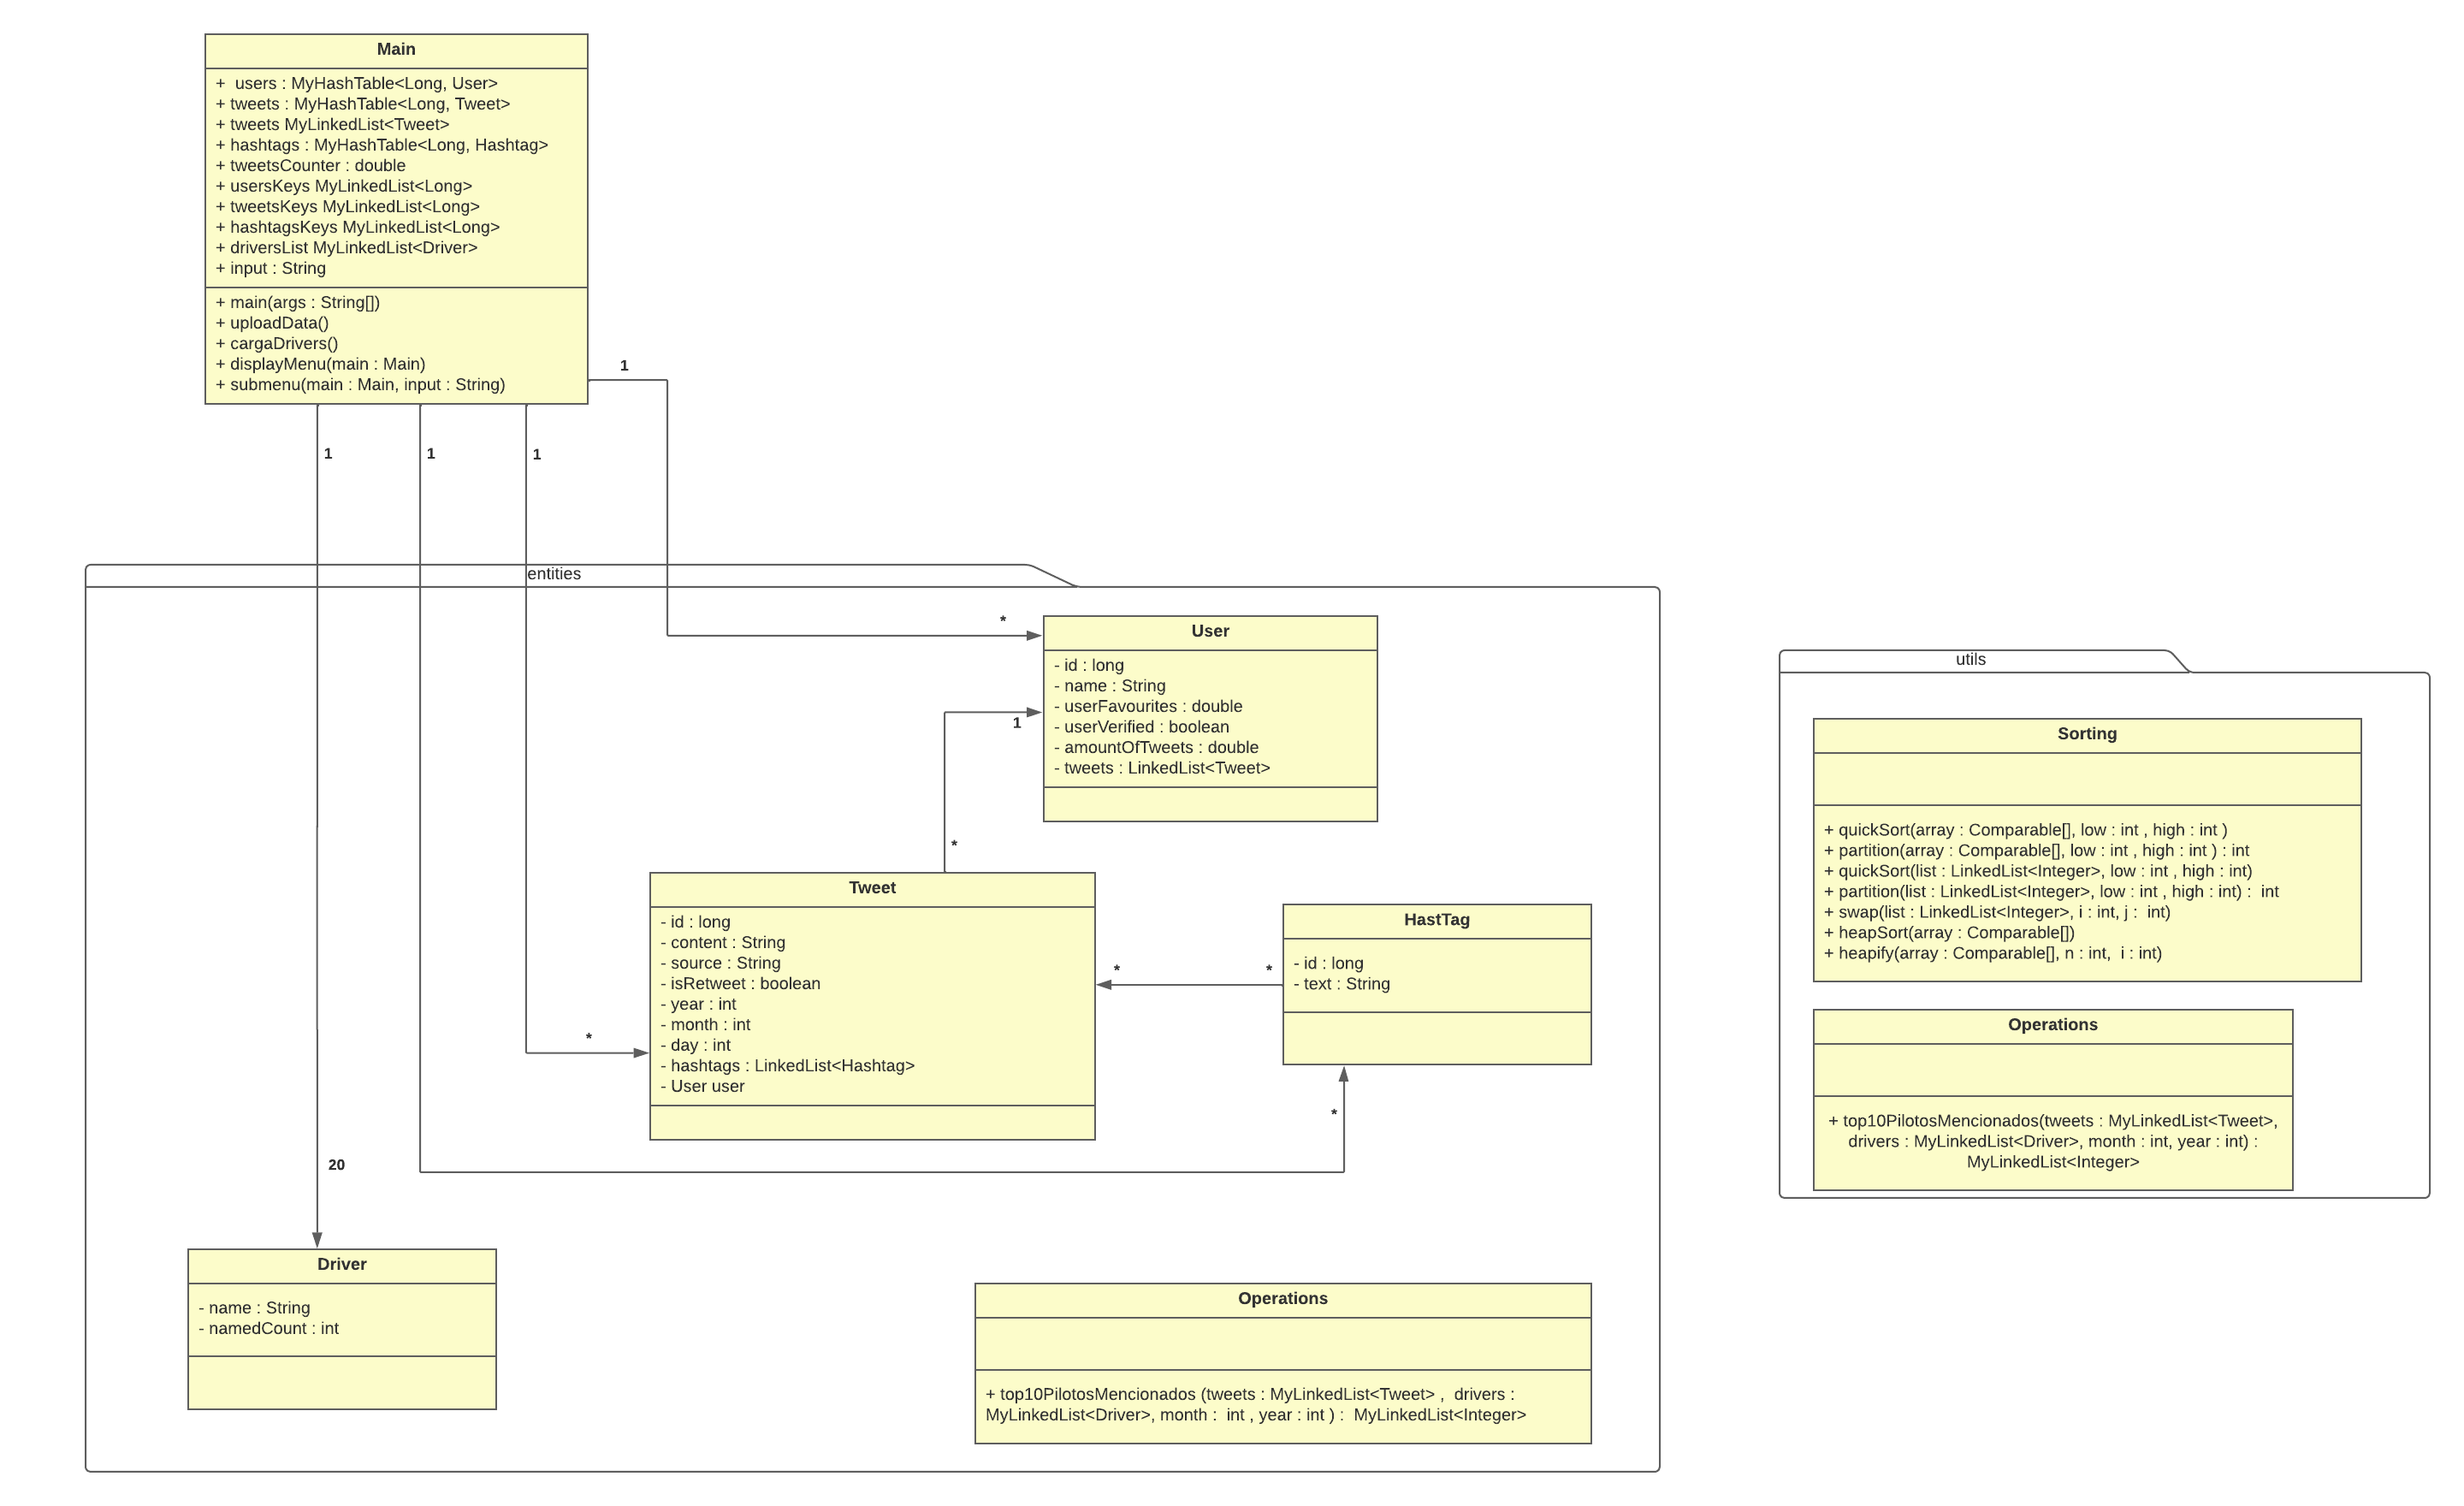 Main
+  users : MyHashTable<Long, User>
+ tweets : MyHashTable<Long, Tweet>
+ tweets MyLinkedList<Tweet>
+ hashtags : MyHashTable<Long, Hashtag>
+ tweetsCounter : double
+ usersKeys MyLinkedList<Long>
+ tweetsKeys MyLinkedList<Long>
+ hashtagsKeys MyLinkedList<Long>
+ driversList MyLinkedList<Driver>
+ input : String
+ main(args : String[])
+ uploadData()
+ cargaDrivers()
+ displayMenu(main : Main)
+ submenu(main : Main, input : String)
1
1
1
1
entities
*
User
- id : long
- name : String
- userFavourites : double
- userVerified : boolean
- amountOfTweets : double
- tweets : LinkedList<Tweet>
1
*
Tweet
- id : long
- content : String
- source : String
- isRetweet : boolean
- year : int
- month : int
- day : int
- hashtags : LinkedList<Hashtag>
- User user
*
*
*
HastTag
- id : long
- text : String
*
20
Driver
- name : String
- namedCount : int
Operations
+ top10PilotosMencionados (tweets : MyLinkedList<Tweet> ,  drivers :
MyLinkedList<Driver>, month :  int , year : int ) :  MyLinkedList<Integer>
utils
Sorting
+ quickSort(array : Comparable[], low : int , high : int )
+ partition(array : Comparable[], low : int , high : int ) : int
+ quickSort(list : LinkedList<Integer>, low : int , high : int)
+ partition(list : LinkedList<Integer>, low : int , high : int) :  int
+ swap(list : LinkedList<Integer>, i : int, j :  int)
+ heapSort(array : Comparable[])
+ heapify(array : Comparable[], n : int,  i : int)
Operations
+ top10PilotosMencionados(tweets : MyLinkedList<Tweet>,
drivers : MyLinkedList<Driver>, month : int, year : int) :
MyLinkedList<Integer>